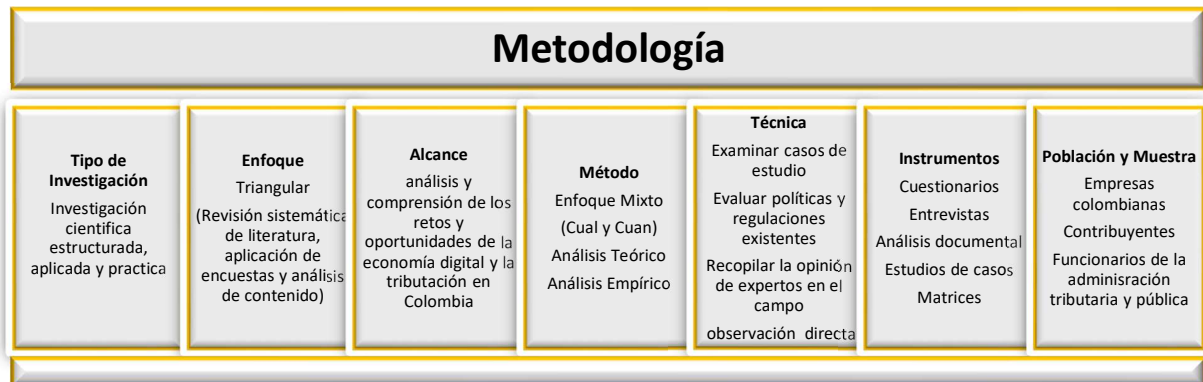 Metodología
Tipo de
Investigación
Investigación
cientifica
estructurada,
aplicada y practica
Enfoque
Triangular
(Revisión sistemática
de literatura,
aplicación de
encuestas y análisis
de contenido)
Alcance
análisis y
comprensión de los
retos y
oportunidades de la
economía digital y la
tributación en
Colombia
Método
Enfoque Mixto
(Cual y Cuan)
Análisis Teórico
Análisis Empírico
Técnica
Examinar casos de
estudio
Evaluar políticas y
regulaciones
existentes
Recopilar la opinión
de expertos en el
campo
observación directa
Instrumentos
Cuestionarios
Entrevistas
Análisis documental
Estudios de casos
Matrices
Población y Muestra
Empresas
colombianas
Contribuyentes
Funcionarios de la
adminisración
tributaria y pública